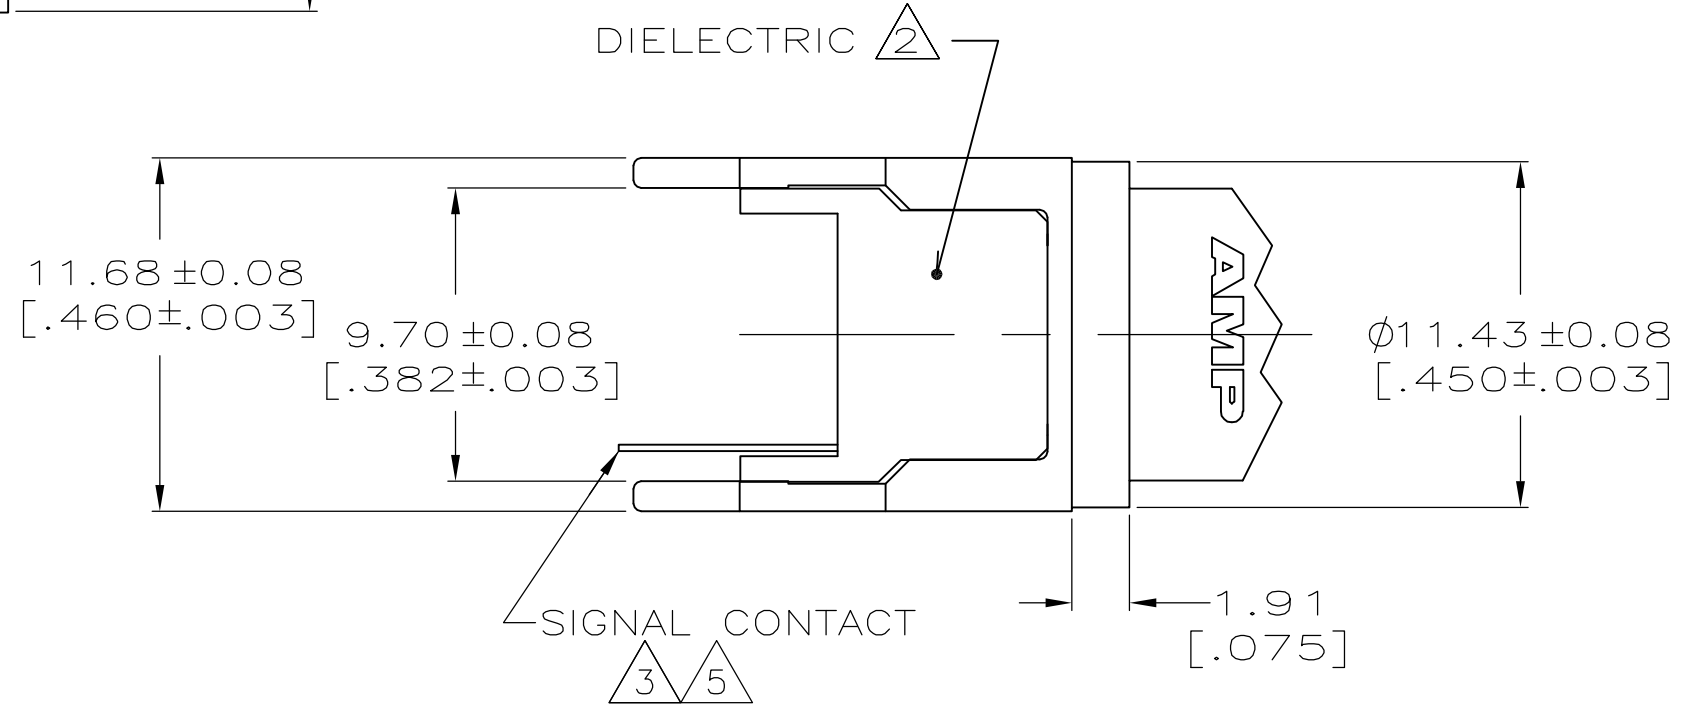 DIELECTRIC 2
11.68±0.08
[.460±.003]
9.70±0.08
[.382±.003]
AMP
Ø11.43±0.08
[.450±.003]
1.91
[.075]
SIGNAL CONTACT
3 5